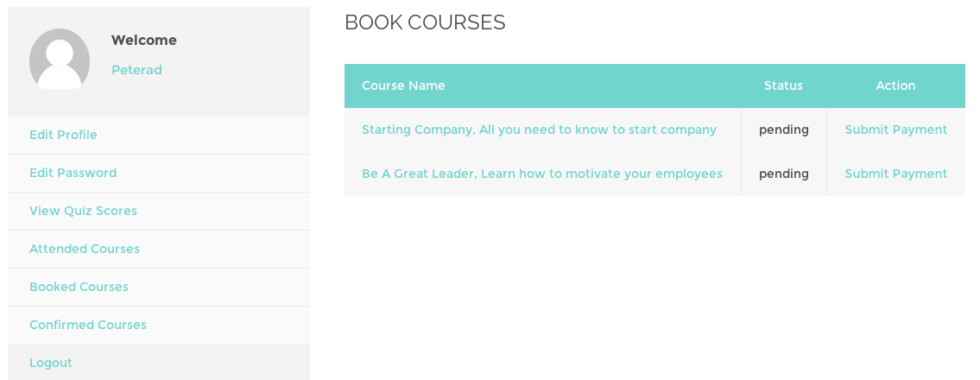 Welcome
Peterad
Edit Profile
Edit Password
View Quiz Scores
Attended Courses
Booked Courses
Confirmed Courses
Logout
BOOK COURSES
Course Name Status Action
Starting Company, All you need to know to start company pending Submit Payment
Be A Great Leader, Learn how to motivate your employees pending Submit Payment